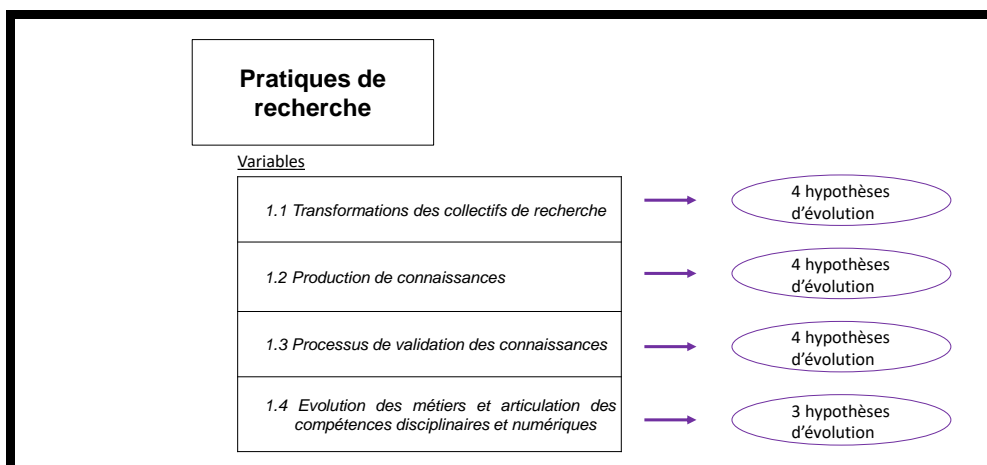 Pratiques de
recherche
Variables
1.1 Transformations des collectifs de recherche
4 hypothèses
d'évolution
1.2 Production de connaissances
4 hypothèses
d'évolution
1.3 Processus de validation des connaissances
4 hypothèses
d'évolution
1.4 Evolution des métiers et articulation des
compétences disciplinaires et numériques
3 hypothèses
d'évolution